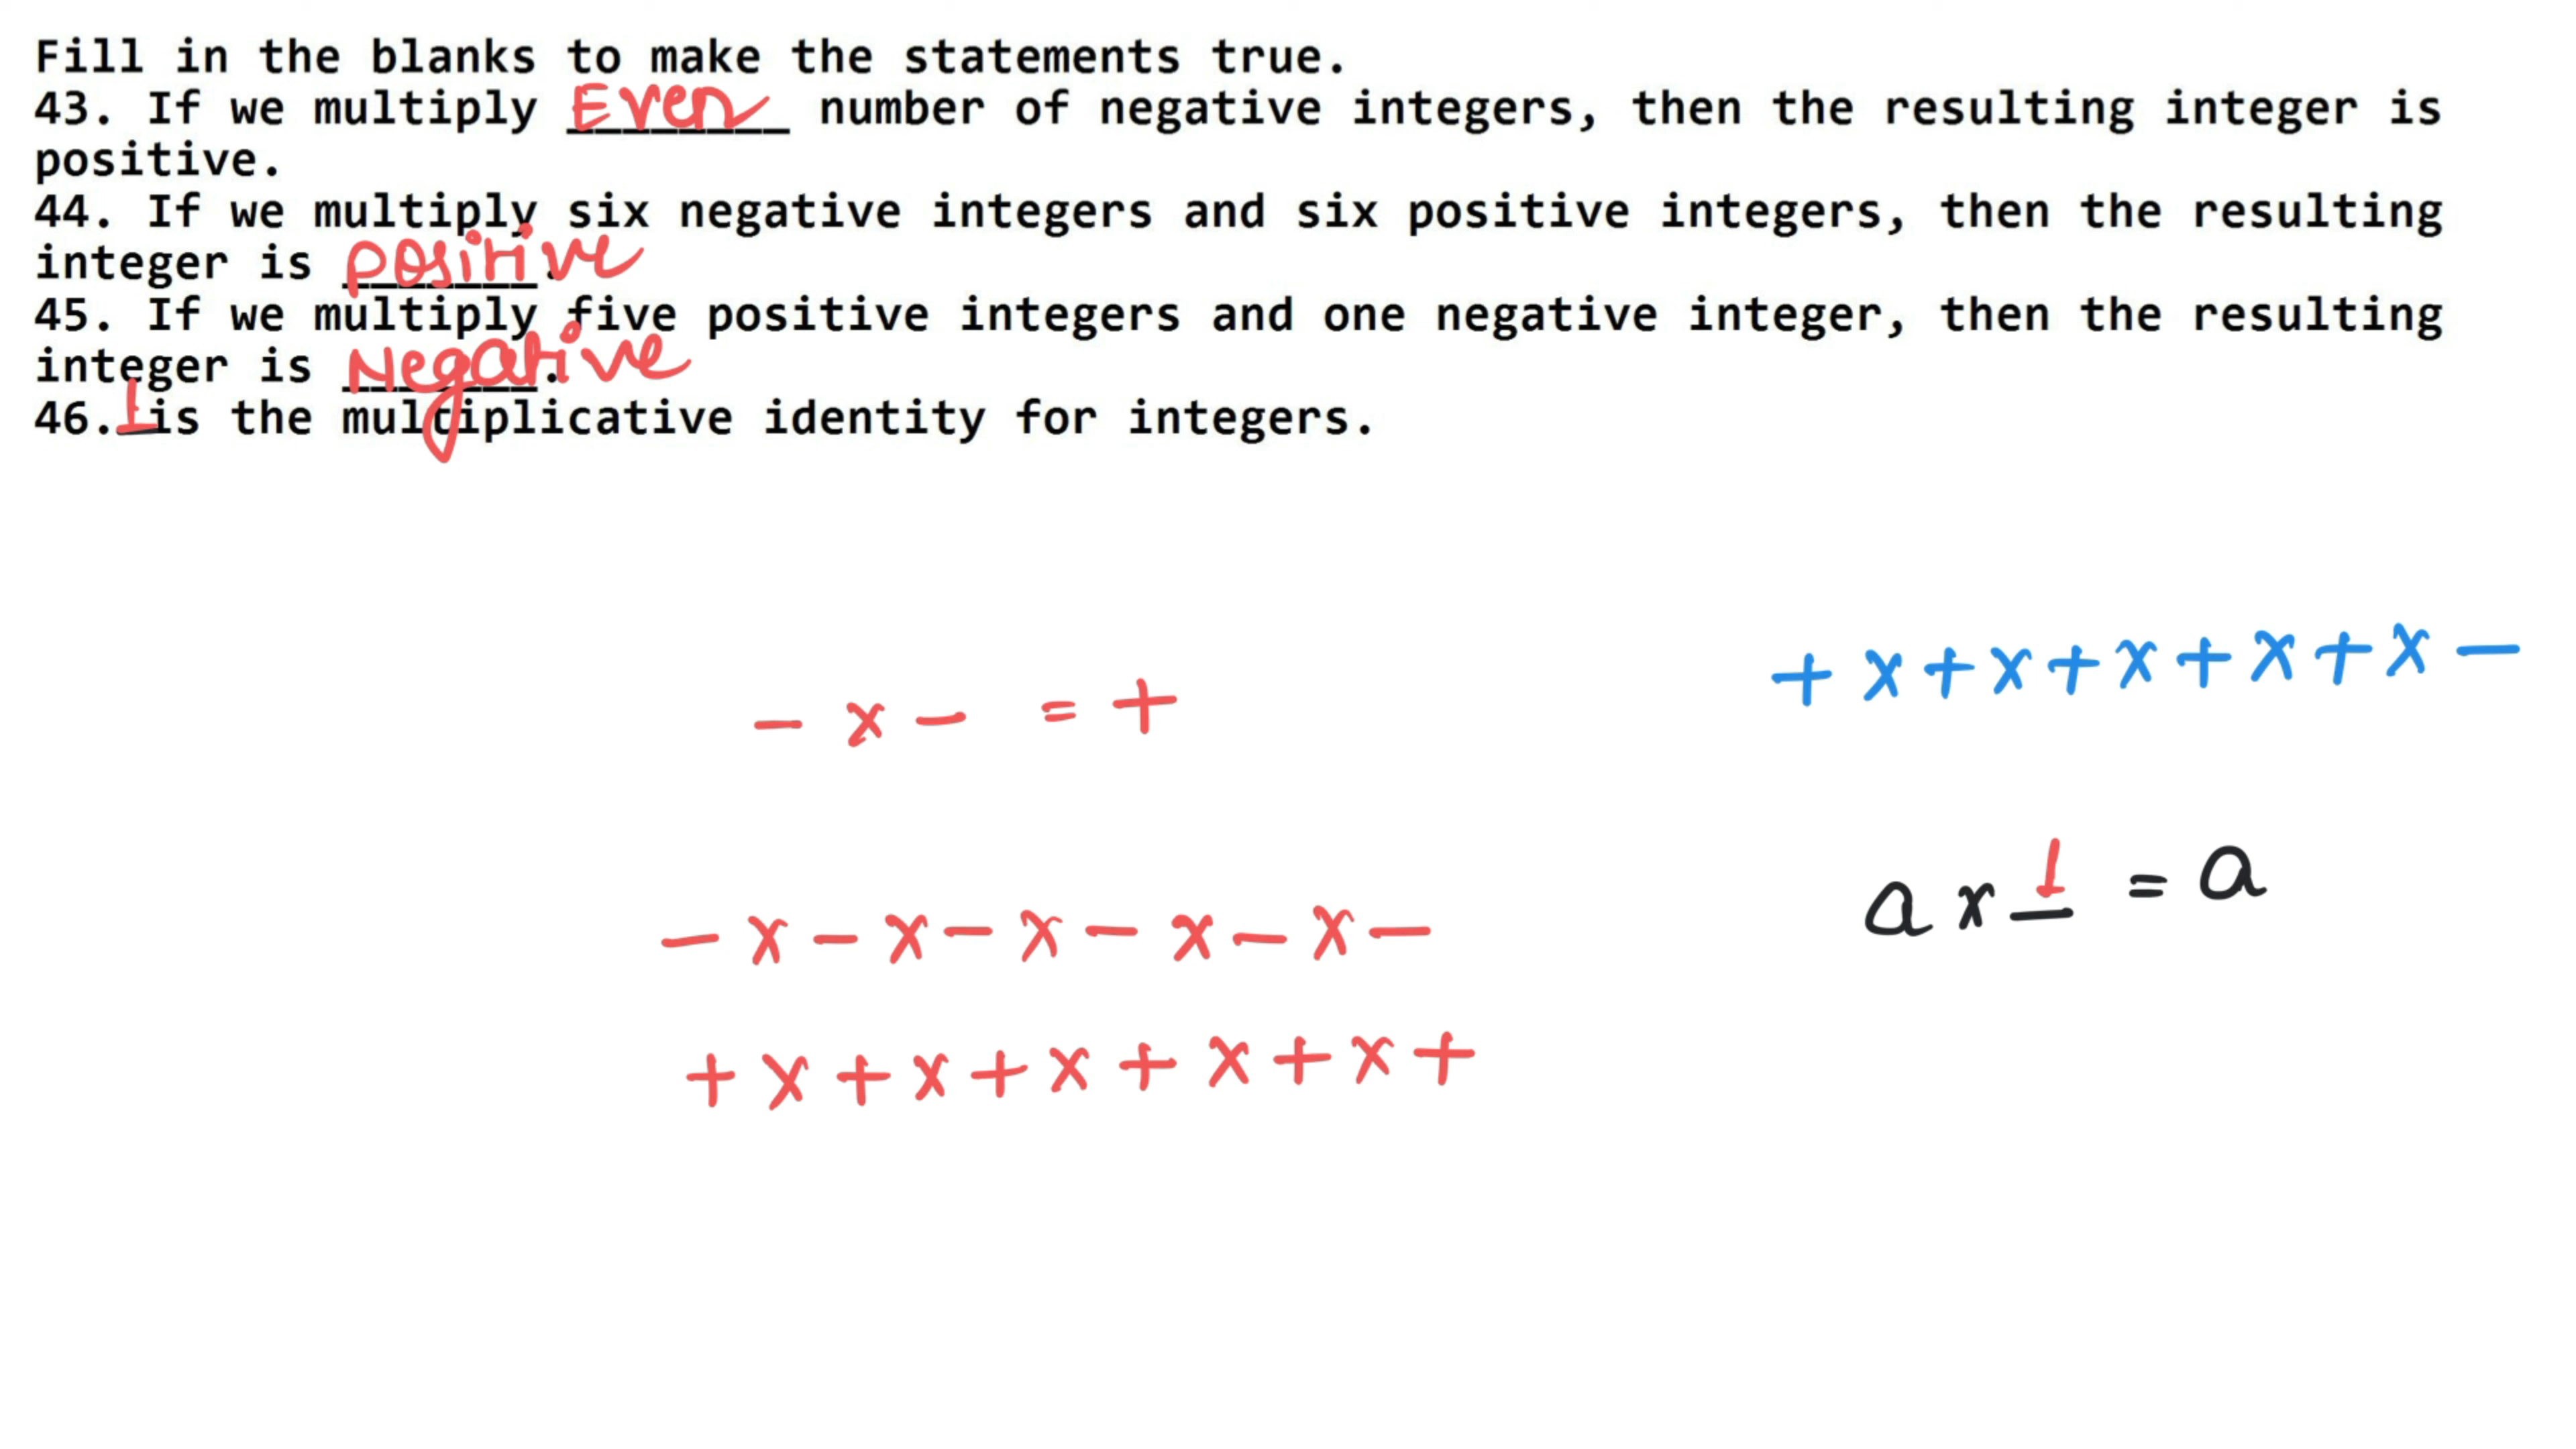 Fill in the blanks to make the statements true.
43. If we multiply Even number of negative integers, then the resulting integer is
positive.
44. If we multiply six negative integers and six positive integers, then the resulting
integer is positive.
45. If we multiply five positive integers and one negative integer, then the resulting
integer is Negative.
46. 1 is the multiplicative identity for integers.
+ x + x + x + x + x -
- x - = +
a x 1 = a
- x - x - x - x - x -
+ x + x + x + x + x +